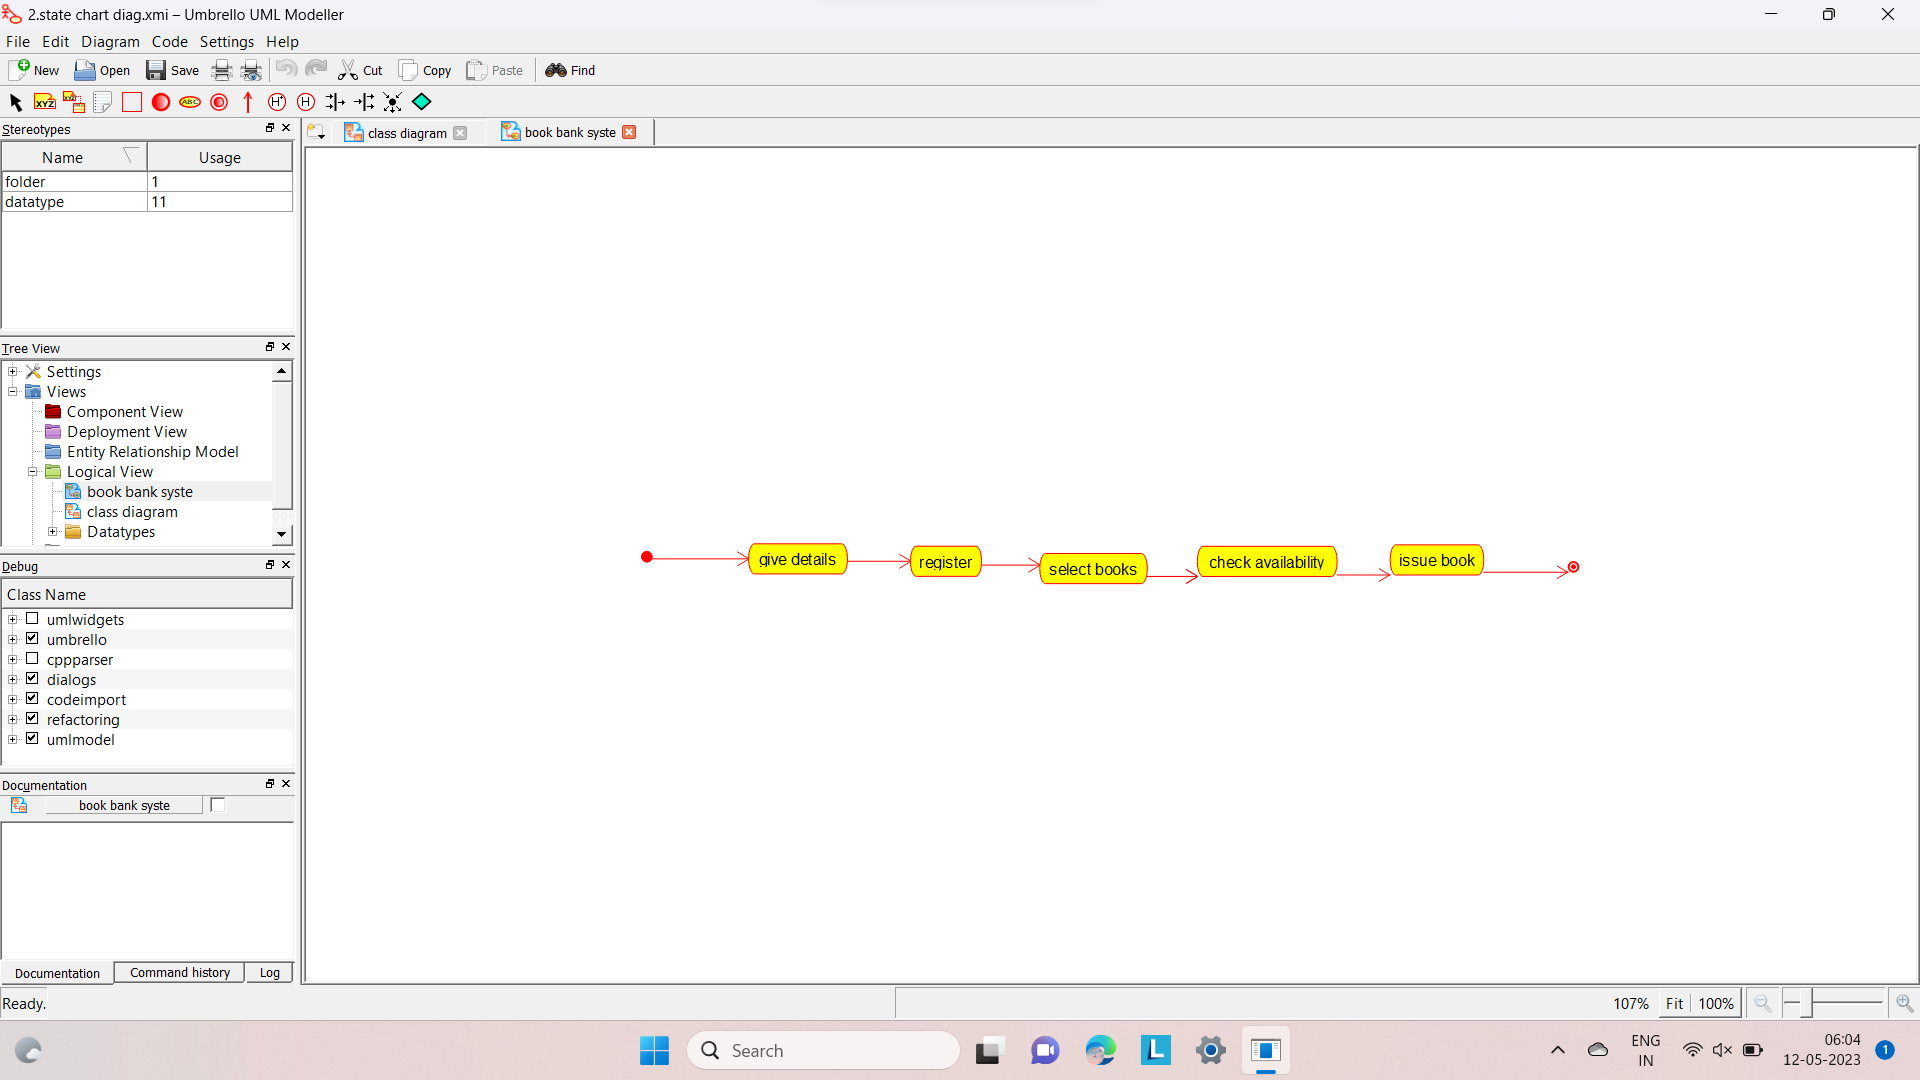 2.state chart diag.xmi – Umbrello UML Modeller
File Edit Diagram Code Settings Help
New Open Save Cut Copy Paste Find
XYZ XYZ ABC H* H
Stereotypes
class diagram book bank syste
Name Usage
folder 1
datatype 11
Tree View
Settings
Views
Component View
Deployment View
Entity Relationship Model
Logical View
book bank syste
class diagram
Datatypes
give details register select books check availability issue book
Debug
Class Name
umlwidgets
umbrello
cppparser
dialogs
codeimport
refactoring
umlmodel
Documentation
book bank syste
Documentation Command history Log
Ready. 107% Fit 100%
Search L ENG IN 06:04 12-05-2023 1